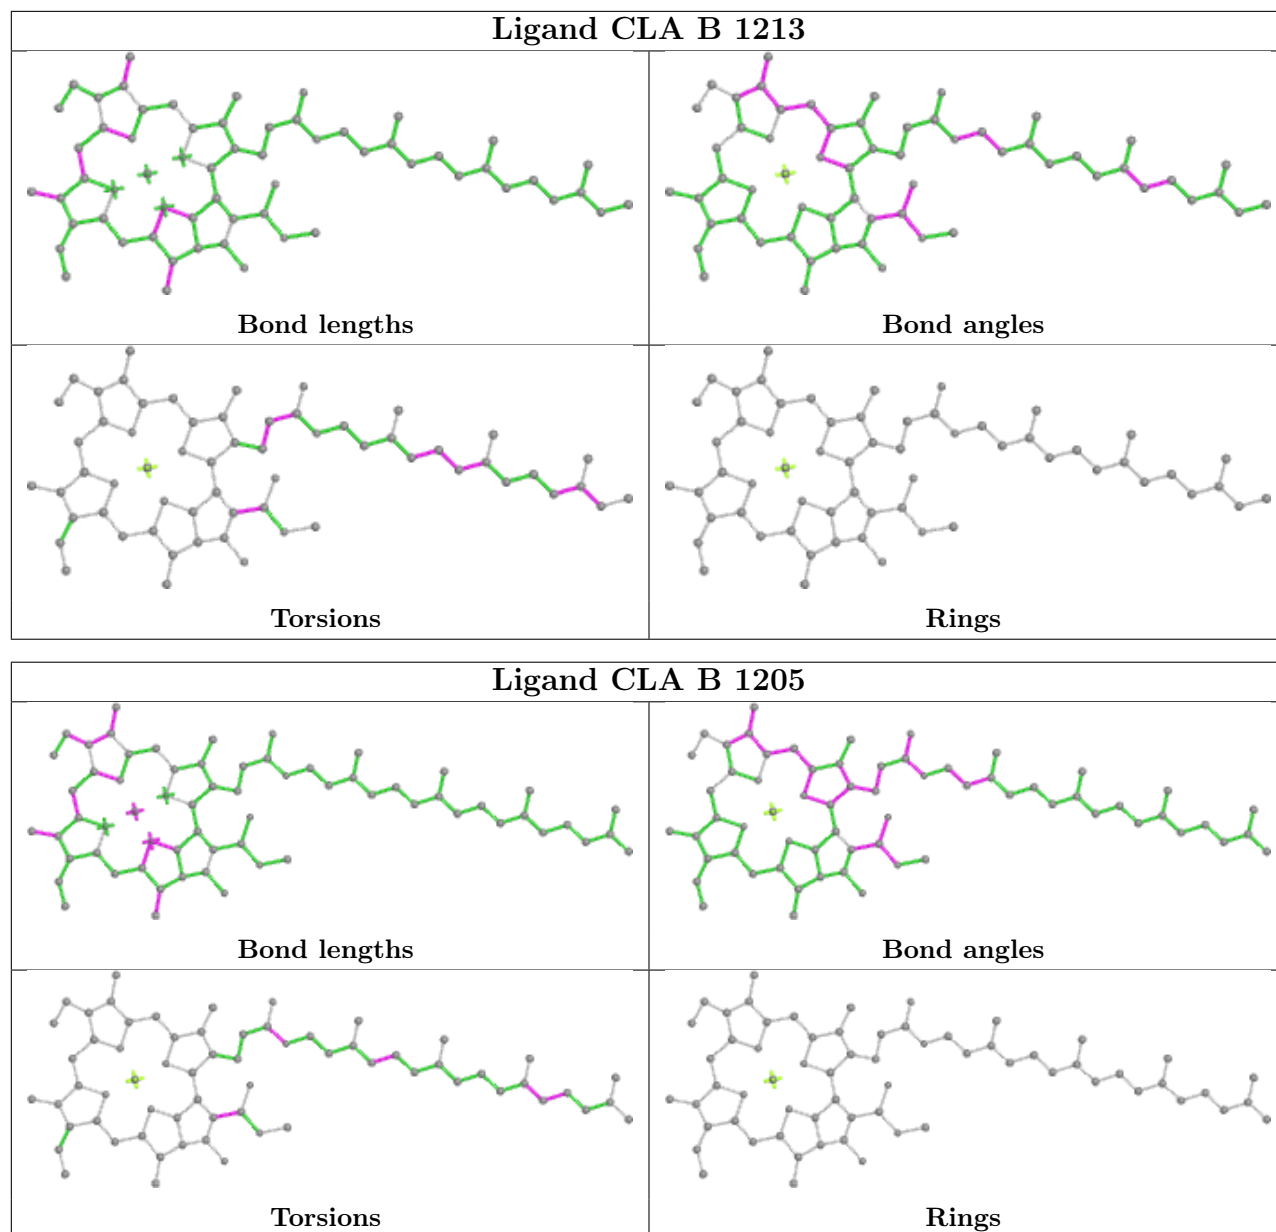 Ligand CLA B 1213
Bond lengths
Bond angles
Torsions
Rings
Ligand CLA B 1205
Bond lengths
Bond angles
Torsions
Rings